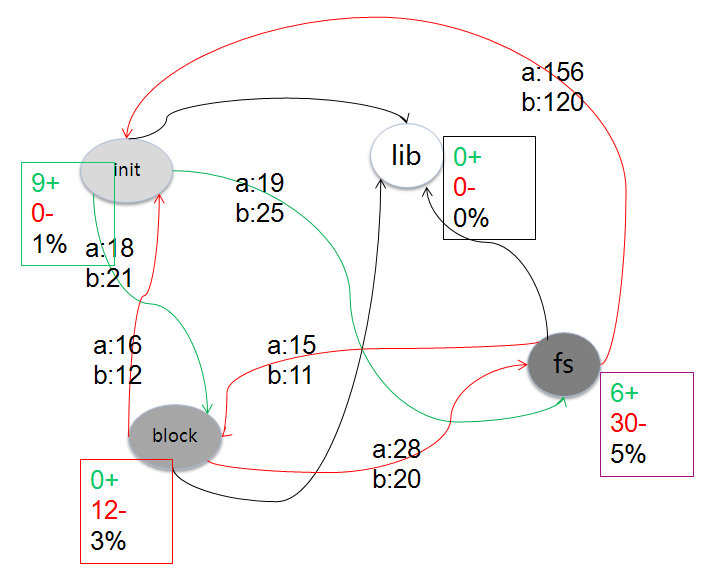 a:156
b:120
init
lib
9+
0-
1%
0+
0-
0%
a:19
b:25
a:18
b:21
a:16
b:12
a:15
b:11
fs
6+
30-
5%
block
a:28
b:20
0+
12-
3%